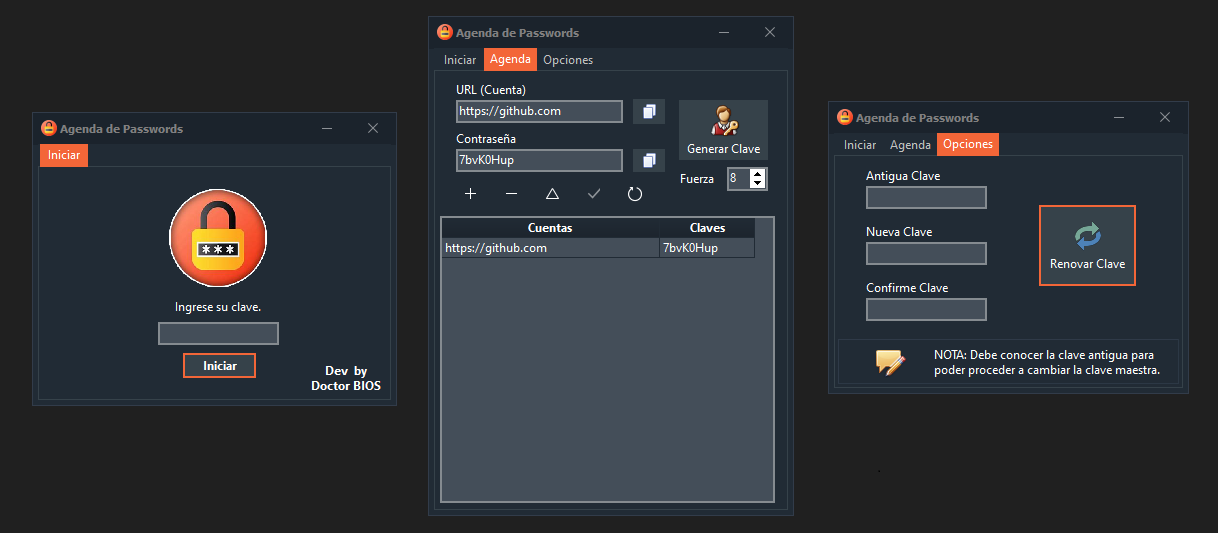 Agenda de Passwords
Iniciar
***
Ingrese su clave.
Iniciar
Dev by
Doctor BIOS
Agenda de Passwords
Iniciar Agenda Opciones
URL (Cuenta)
https://github.com
Contraseña
7bvK0Hup
Generar Clave
Fuerza 8
Cuentas Claves
https://github.com 7bvK0Hup
Agenda de Passwords
Iniciar Agenda Opciones
Antigua Clave
Nueva Clave
Confirme Clave
Renovar Clave
NOTA: Debe conocer la clave antigua para
poder proceder a cambiar la clave maestra.